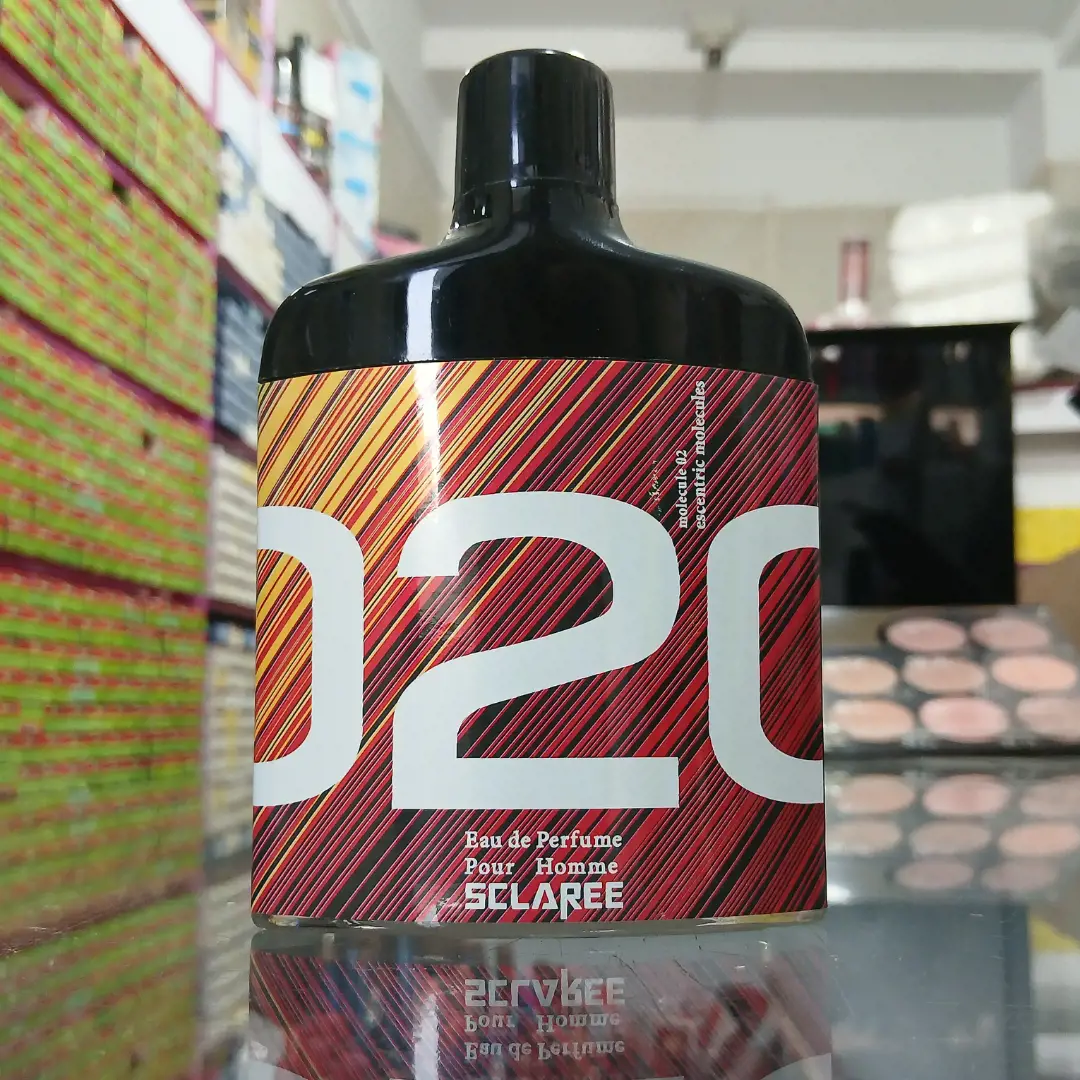 molecule 02
escentric molecules
020
Eau de Perfume
Pour Homme
SCLAREE